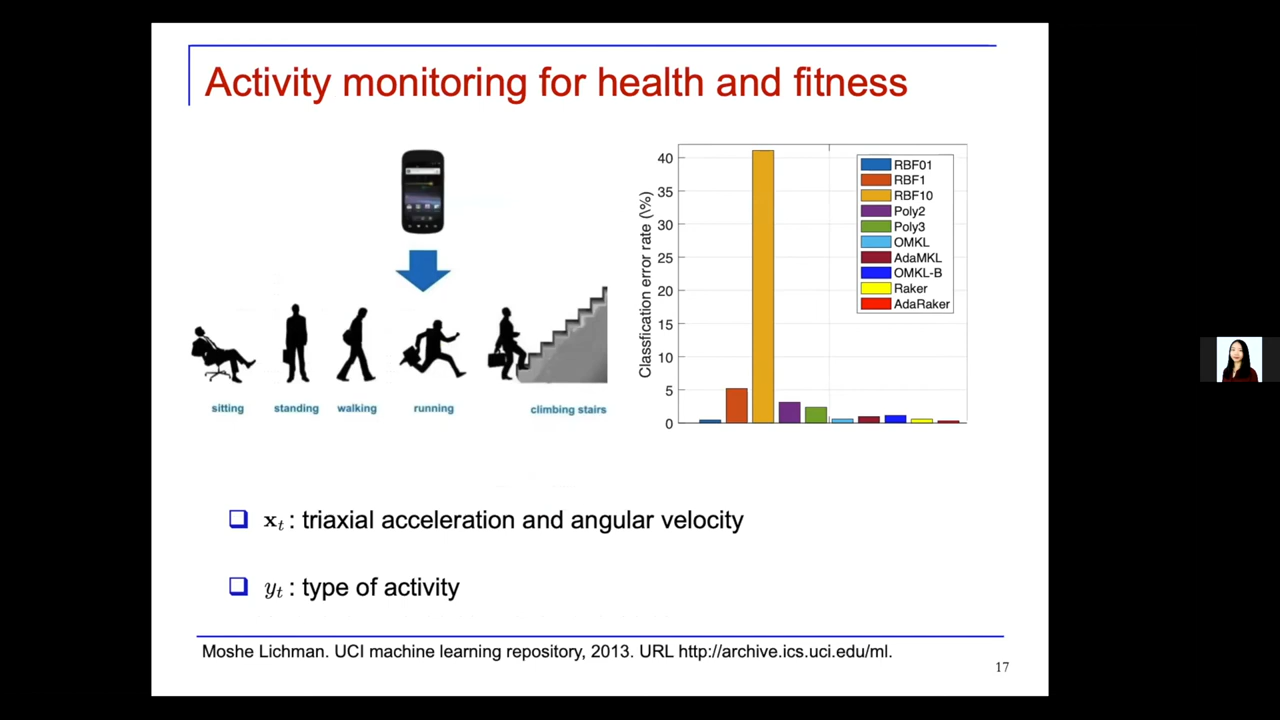 Activity monitoring for health and fitness
sitting
standing
walking
running
climbing stairs
Classfication error rate (\%)
40
35
30
25
20
15
10
5
0
RBF01
RBF1
RBF10
Poly2
Poly3
OMKL
AdaMKL
OMKL-B
Raker
AdaRaker
x_t : triaxial acceleration and angular velocity
y_t : type of activity
Moshe Lichman. UCI machine learning repository, 2013. URL http://archive.ics.uci.edu/ml.
17